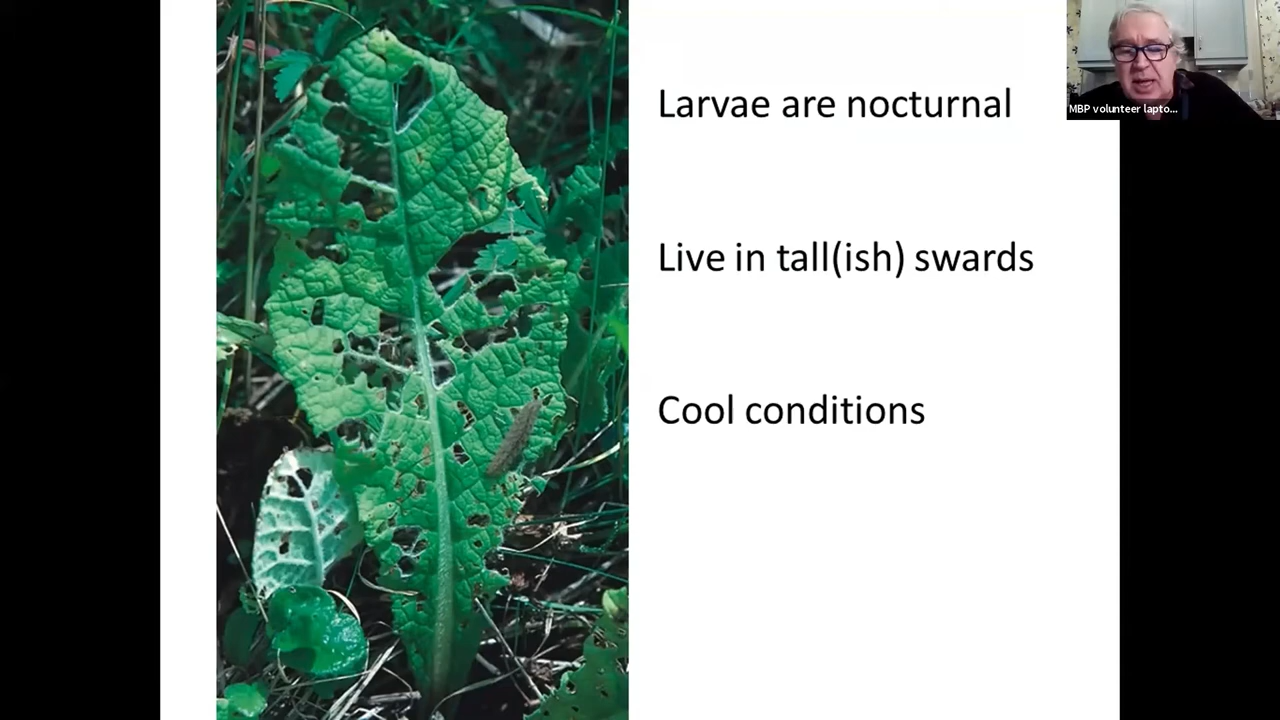 Larvae are nocturnal
MBP volunteer lapto...
Live in tall(ish) swards
Cool conditions